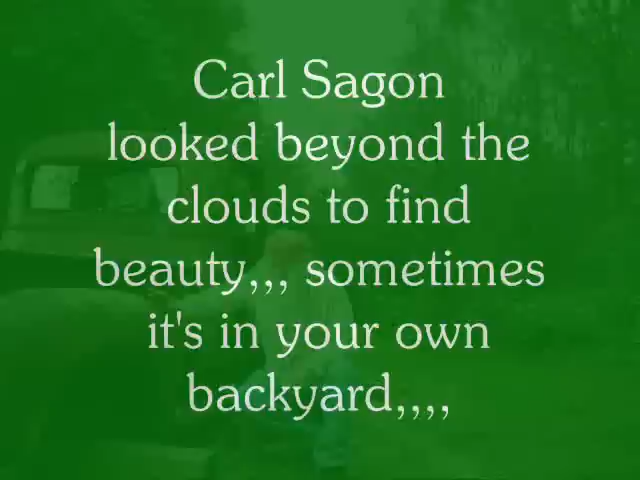 Carl Sagon
looked beyond the
clouds to find
beauty,,, sometimes
it's in your own
backyard,,,,